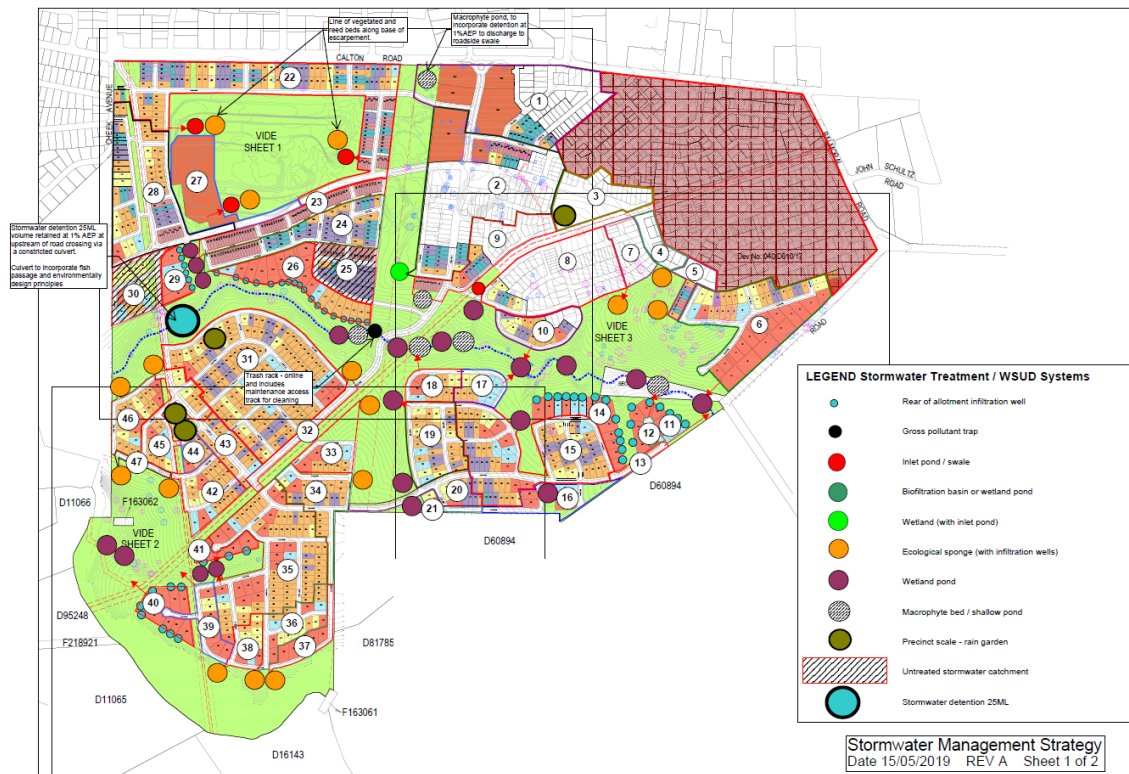 Line of vegetated and
reed beds along base of
escarpement.
Macrophyte pond, to
incorporate detention at
1%AEP to discharge to
roadside swale
CALTON ROAD
CHEEK AVENUE
22
1
VIDE
SHEET 1
BALMORAL ROAD
JOHN SCHULTZ
ROAD
27
28
23
2
3
24
9
7
4
5
8
Stormwater detention 25ML
volume retained at 1% AEP at
upstream of road crossing via
a constricted culvert.
Culvert to incorporate fish
passage and environmentally
design principles
Dev No. 040/D010/17
29
26
25
30
10
VIDE
SHEET 3
6
ROAD
31
Trash rack - online
and includes
maintenance access
track for cleaning
18
17
46
45
44
43
32
19
14
11
12
15
47
33
13
42
34
20
21
16
D11066
F163062
D60894
D60894
VIDE
SHEET 2
41
35
40
39
36
38
37
D95248
F218921
D81785
D11065
F163061
D16143
LEGEND Stormwater Treatment / WSUD Systems
Rear of allotment infiltration well
Gross pollutant trap
Inlet pond / swale
Biofiltration basin or wetland pond
Wetland (with inlet pond)
Ecological sponge (with infiltration wells)
Wetland pond
Macrophyte bed / shallow pond
Precinct scale - rain garden
Untreated stormwater catchment
Stormwater detention 25ML
Stormwater Management Strategy
Date 15/05/2019 REV A Sheet 1 of 2